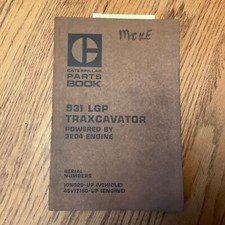 MIKE
CATERPILLAR
PARTS
BOOK
931 LGP
TRAXCAVATOR
POWERED BY
3204 ENGINE
SERIAL
NUMBERS